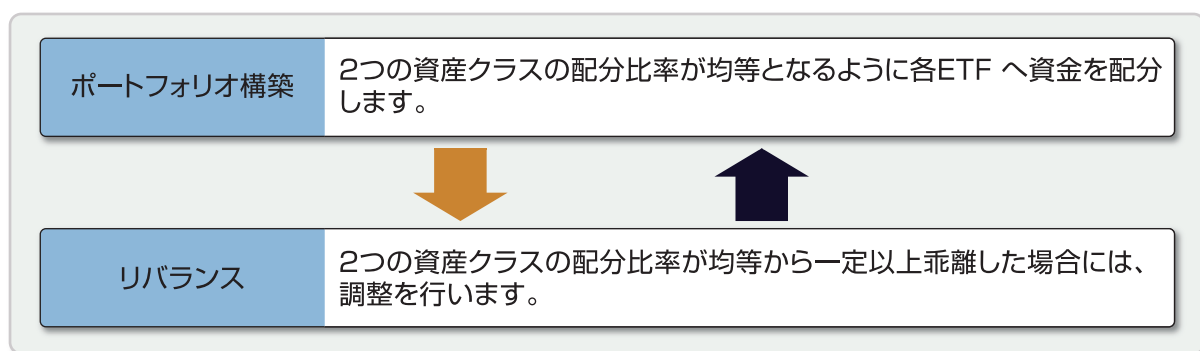 ポートフォリオ構築
2つの資産クラスの配分比率が均等となるように各ETF へ資金を配分
します。
リバランス
2つの資産クラスの配分比率が均等から一定以上乖離した場合には、
調整を行います。